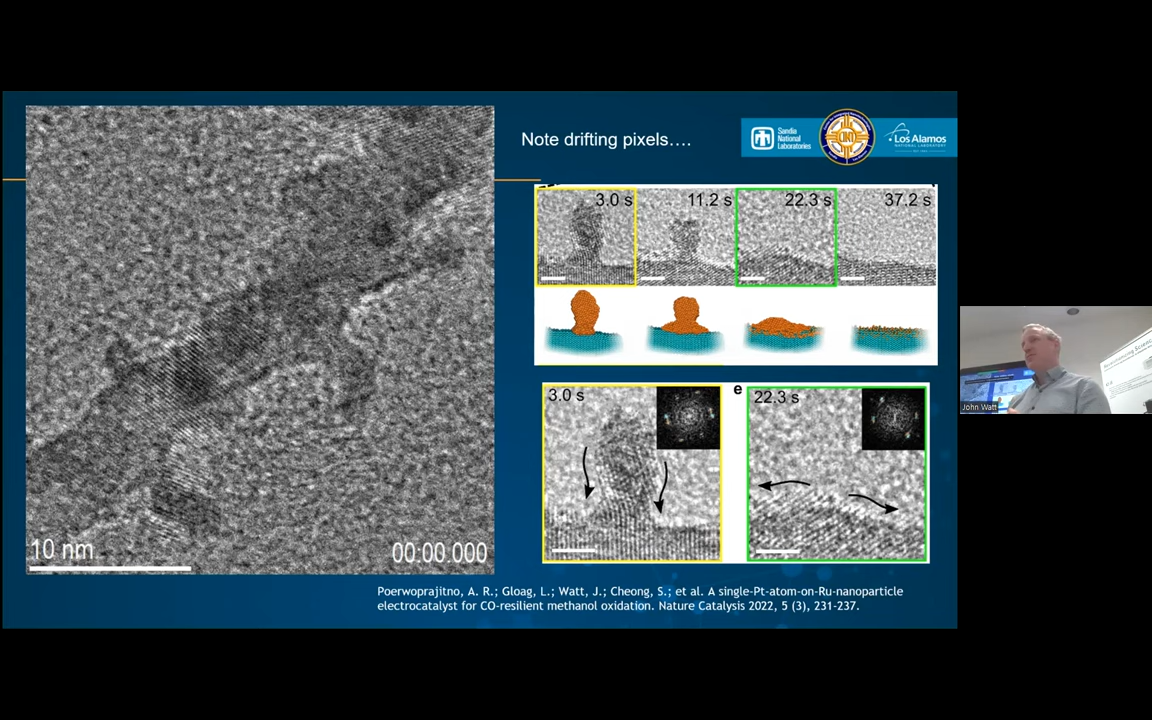 Note drifting pixels….
Sandia
National
Laboratories
Los Alamos
NATIONAL LABORATORY
3.0 s
11.2 s
22.3 s
37.2 s
3.0 s
e
22.3 s
10 nm
00:00.000
Poerwoprajitno, A. R.; Gloag, L.; Watt, J.; Cheong, S.; et al. A single-Pt-atom-on-Ru-nanoparticle
electrocatalyst for CO-resilient methanol oxidation. Nature Catalysis 2022, 5 (3), 231-237.
John Watt